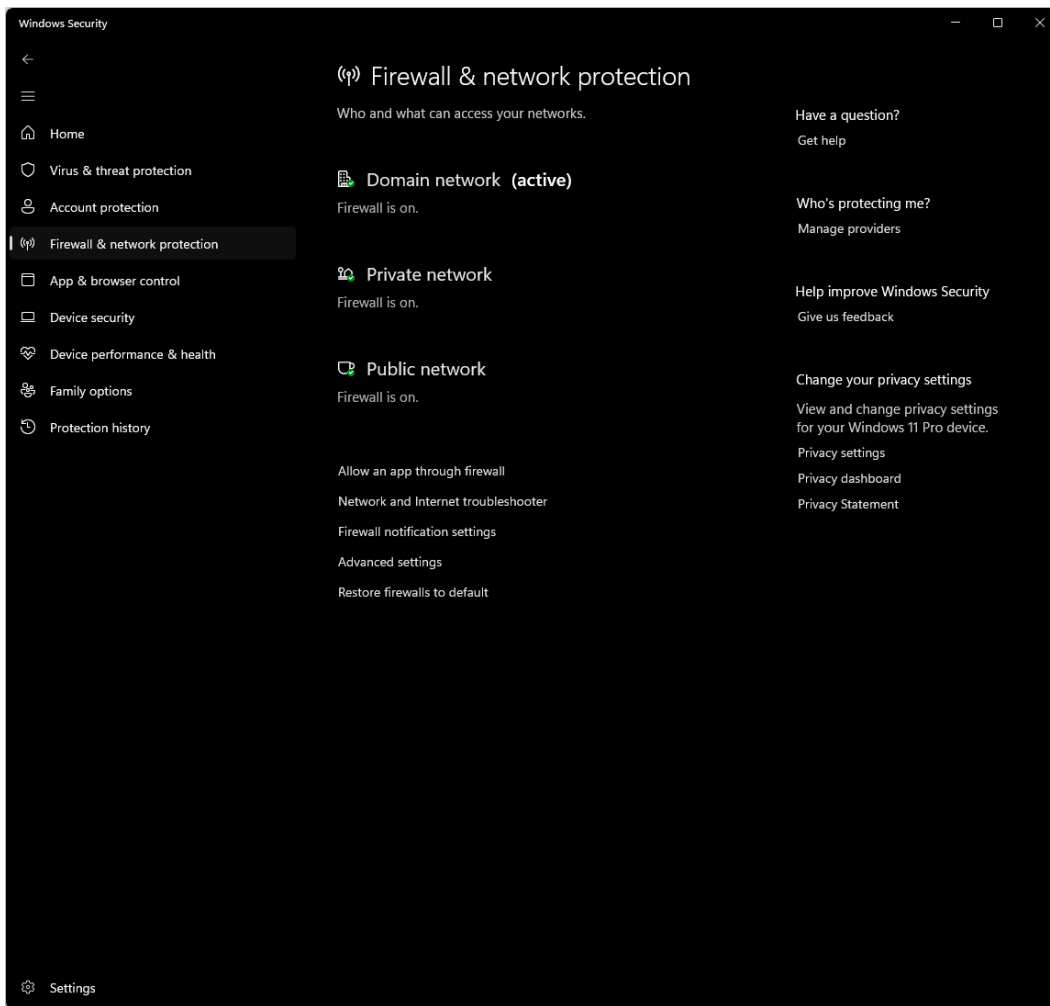 Windows Security
Home
Virus & threat protection
Account protection
Firewall & network protection
App & browser control
Device security
Device performance & health
Family options
Protection history
Settings
Firewall & network protection
Who and what can access your networks.
Domain network (active)
Firewall is on.
Private network
Firewall is on.
Public network
Firewall is on.
Allow an app through firewall
Network and Internet troubleshooter
Firewall notification settings
Advanced settings
Restore firewalls to default
Have a question?
Get help
Who's protecting me?
Manage providers
Help improve Windows Security
Give us feedback
Change your privacy settings
View and change privacy settings
for your Windows 11 Pro device.
Privacy settings
Privacy dashboard
Privacy Statement